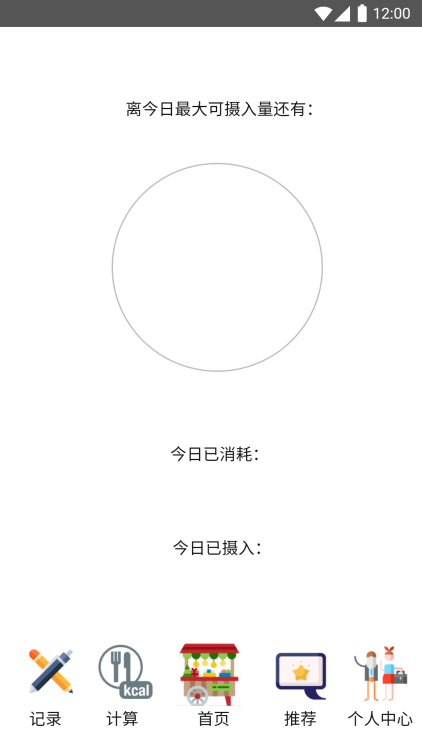 12:00
离今日最大可摄入量还有：
今日已消耗：
今日已摄入：
kcal
记录 计算 首页 推荐 个人中心